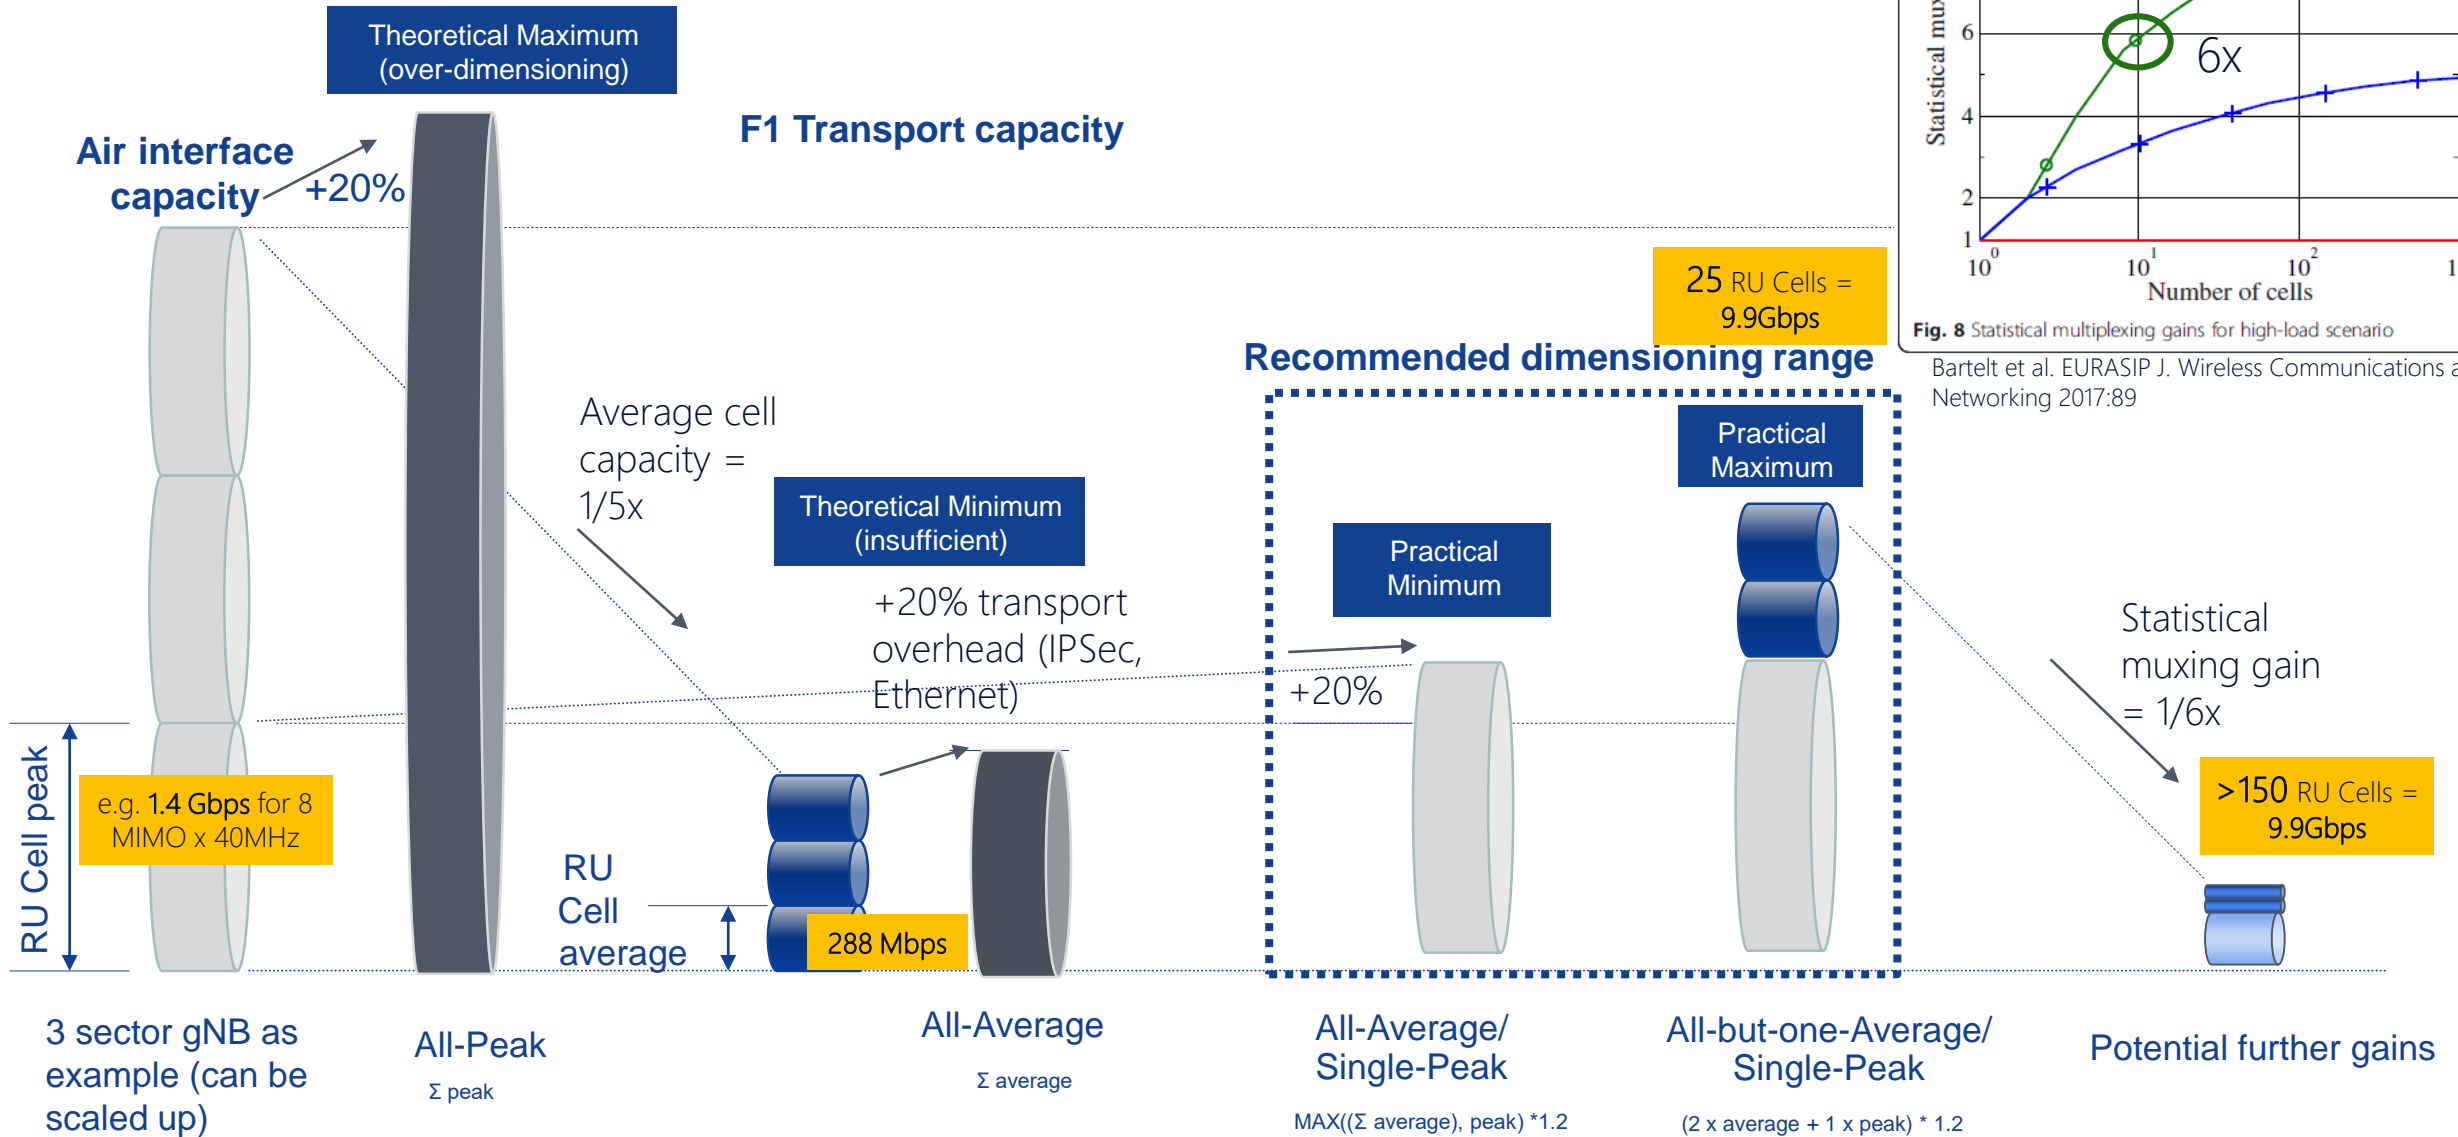 Theoretical Maximum
(over-dimensioning)
F1 Transport capacity
Air interface
capacity
+20%
Statistical mux
6
4
2
1
6x
10^0
10^1
10^2
1
Number of cells
Fig. 8 Statistical multiplexing gains for high-load scenario
Bartelt et al. EURASIP J. Wireless Communications a
Networking 2017:89
25 RU Cells =
9.9Gbps
Recommended dimensioning range
Average cell
capacity =
1/5x
Theoretical Minimum
(insufficient)
+20% transport
overhead (IPSec,
Ethernet)
Practical
Minimum
+20%
Practical
Maximum
Statistical
muxing gain
= 1/6x
>150 RU Cells =
9.9Gbps
RU Cell peak
e.g. 1.4 Gbps for 8
MIMO x 40MHz
RU
Cell
average
288 Mbps
3 sector gNB as
example (can be
scaled up)
All-Peak
Σ peak
All-Average
Σ average
All-Average/
Single-Peak
MAX((Σ average), peak) *1.2
All-but-one-Average/
Single-Peak
(2 x average + 1 x peak) * 1.2
Potential further gains